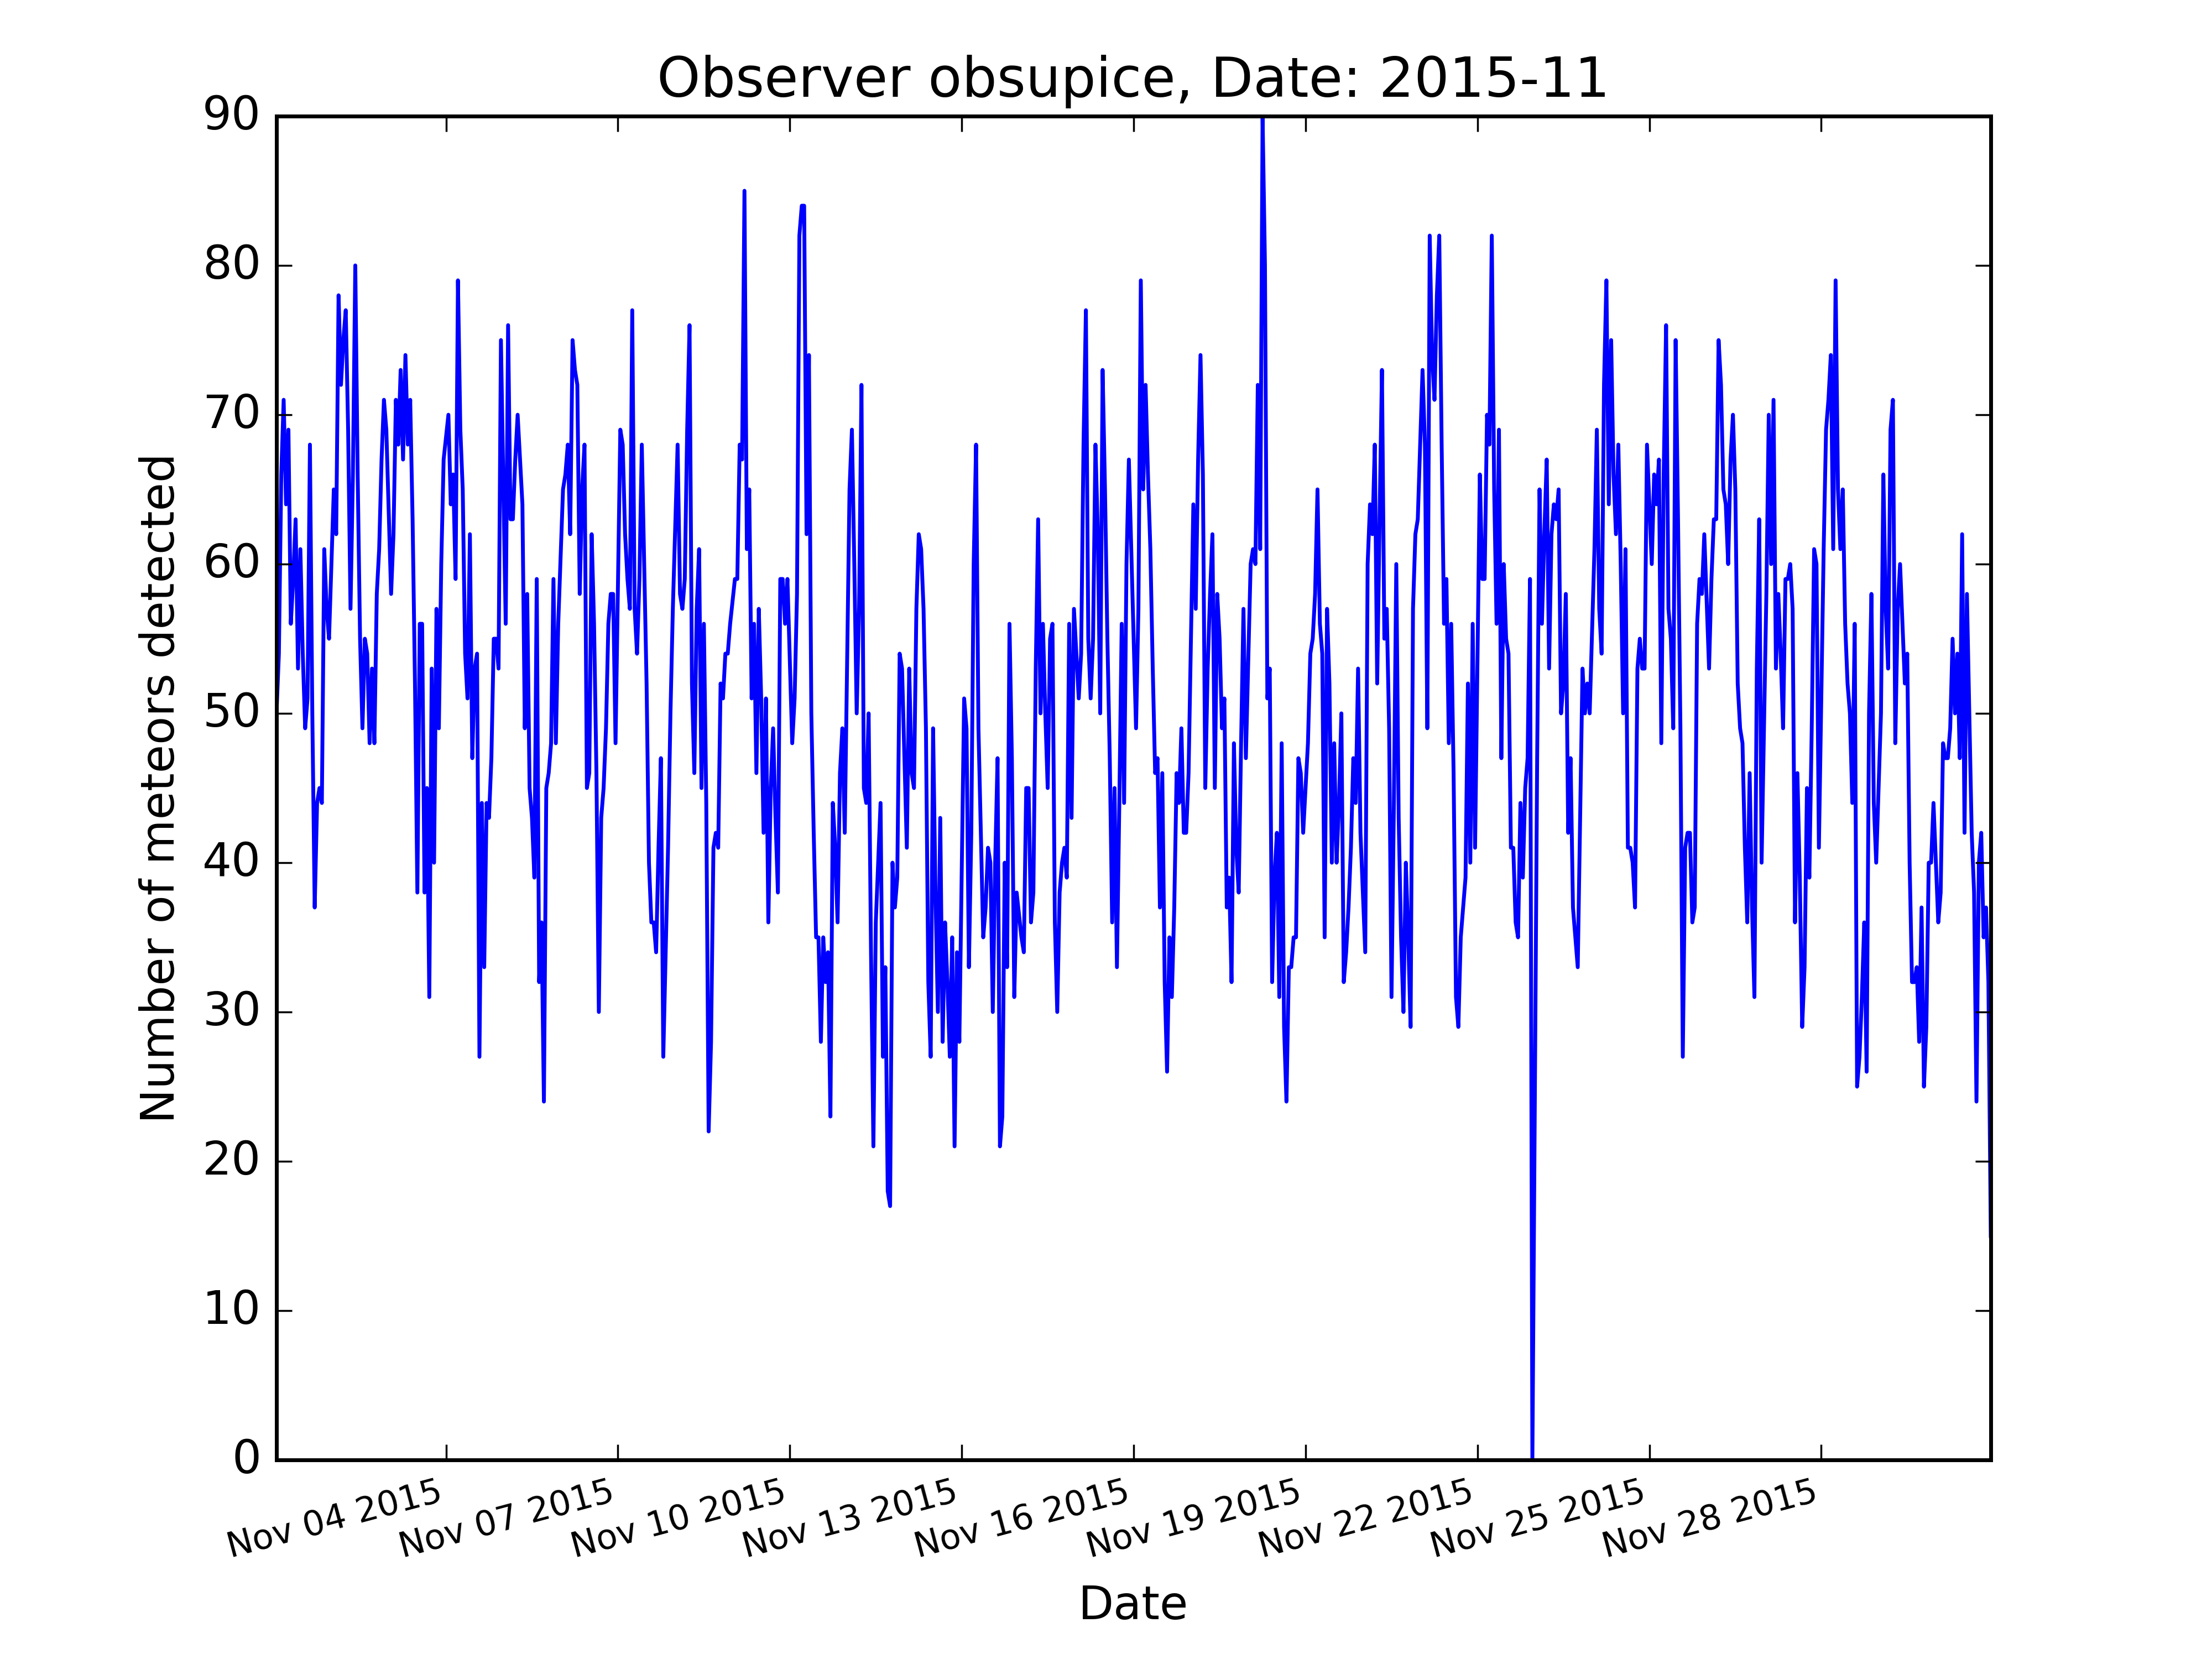 Observer obsupice, Date: 2015-11
90
80
70
60
50
40
30
20
10
0
Number of meteors detected
Nov 04 2015
Nov 07 2015
Nov 10 2015
Nov 13 2015
Nov 16 2015
Nov 19 2015
Nov 22 2015
Nov 25 2015
Nov 28 2015
Date